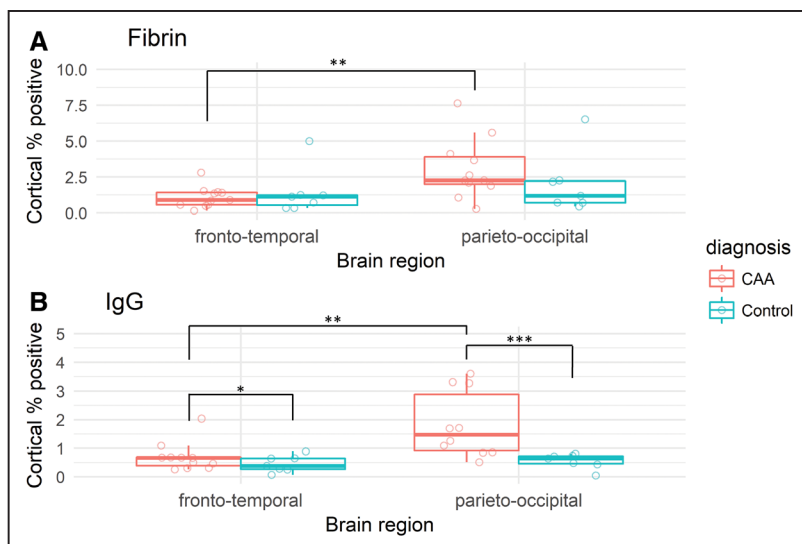 A
Fibrin
Cortical % positive
10.0
7.5
5.0
2.5
0.0
**
fronto-temporal
parieto-occipital
Brain region
diagnosis
CAA
Control
B
IgG
Cortical % positive
5
4
3
2
1
0
**
***
*
fronto-temporal
parieto-occipital
Brain region